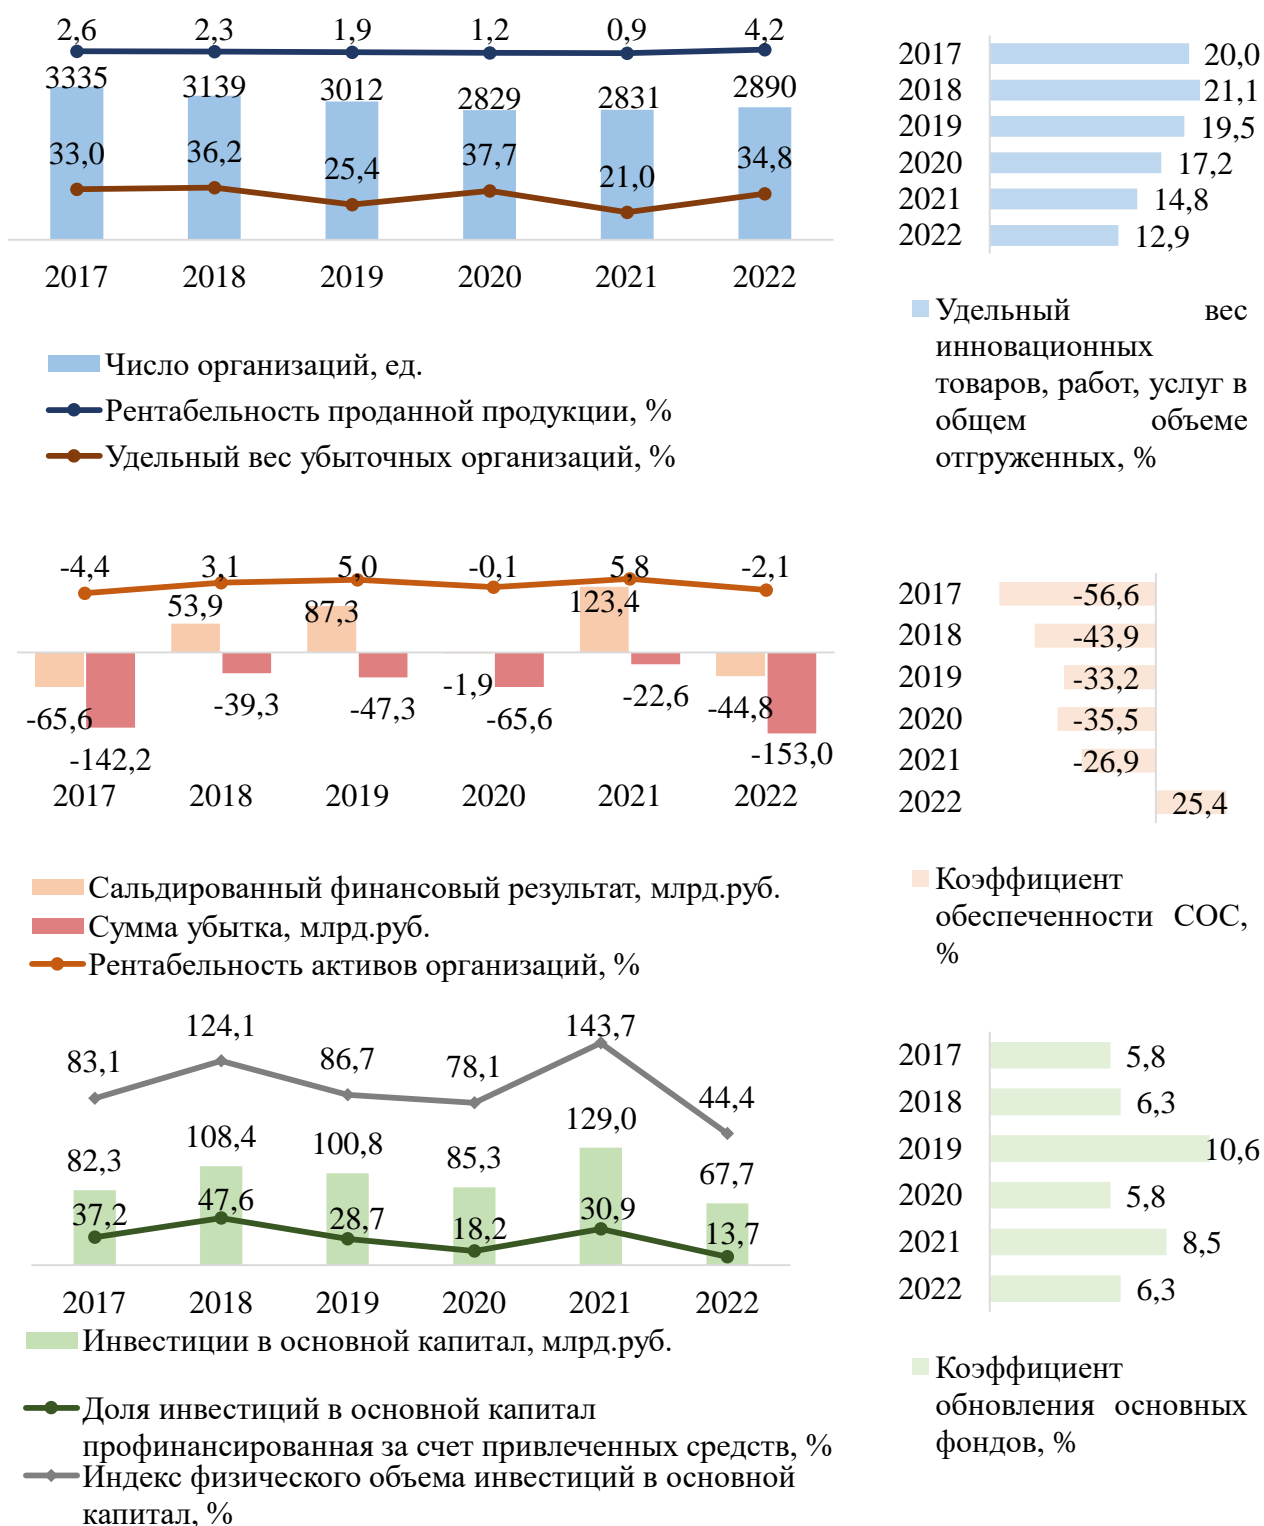 2,6 2,3 1,9 1,2 0,9 4,2
3335 3139 3012 2829 2831 2890
33,0 36,2 25,4 37,7 21,0 34,8
2017 2018 2019 2020 2021 2022
Число организаций, ед.
Рентабельность проданной продукции, %
Удельный вес убыточных организаций, %
2017 20,0
2018 21,1
2019 19,5
2020 17,2
2021 14,8
2022 12,9
Удельный вес
инновационных
товаров, работ, услуг в
общем объеме
отгруженных, %
-4,4 3,1 5,0 -0,1 5,8 -2,1
-65,6 53,9 87,3 -1,9 123,4 -44,8
-142,2 -39,3 -47,3 -65,6 -22,6 -153,0
2017 2018 2019 2020 2021 2022
Сальдированный финансовый результат, млрд.руб.
Сумма убытка, млрд.руб.
Рентабельность активов организаций, %
2017 -56,6
2018 -43,9
2019 -33,2
2020 -35,5
2021 -26,9
2022 25,4
Коэффициент
обеспеченности СОС,
%
83,1 124,1 86,7 78,1 143,7 44,4
82,3 108,4 100,8 85,3 129,0 67,7
37,2 47,6 28,7 18,2 30,9 13,7
2017 2018 2019 2020 2021 2022
Инвестиции в основной капитал, млрд.руб.
Доля инвестиций в основной капитал
профинансированная за счет привлеченных средств, %
Индекс физического объема инвестиций в основной
капитал, %
2017 5,8
2018 6,3
2019 10,6
2020 5,8
2021 8,5
2022 6,3
Коэффициент
обновления основных
фондов, %